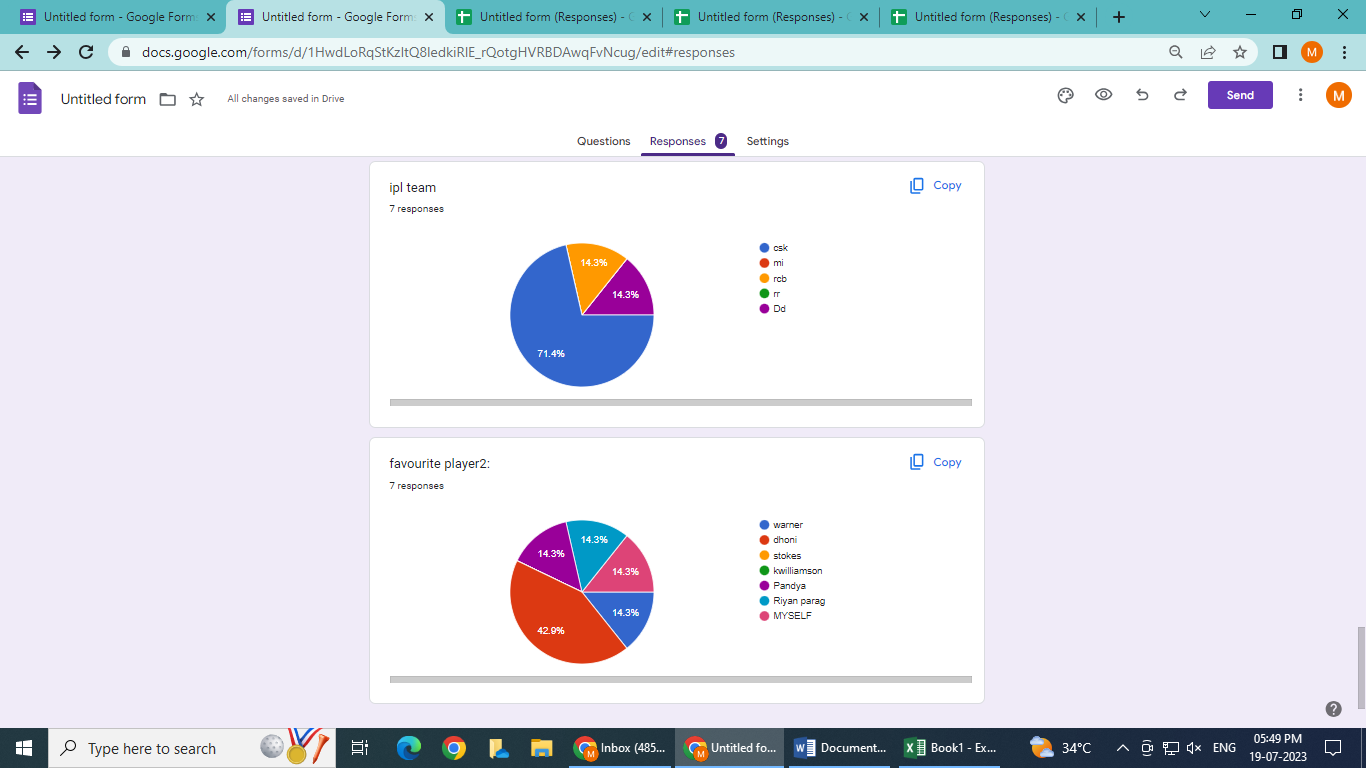 Untitled form - Google Form
Untitled form - Google Form
Untitled form (Responses) -
Untitled form (Responses) -
Untitled form (Responses) -
docs.google.com/forms/d/1HwdLoRqStKzltQ8ledkiRlE_rQotgHVRBDAwqFvNcug/edit#responses
M
Untitled form
All changes saved in Drive
Send
M
Questions
Responses 7
Settings
ipl team
Copy
7 responses
14.3%
14.3%
71.4%
csk
mi
rcb
rr
Dd
favourite player2:
Copy
7 responses
14.3%
14.3%
14.3%
14.3%
42.9%
warner
dhoni
stokes
kwilliamson
Pandya
Riyan parag
MYSELF
Type here to search
M
Inbox (485...
M
Untitled fo...
Document...
Book1 - Ex...
34°C
ENG
05:49 PM
19-07-2023